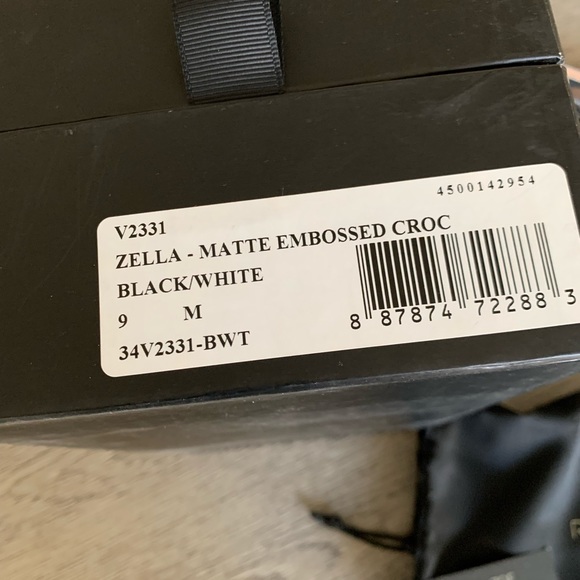 4500142954
V2331
ZELLA - MATTE EMBOSSED CROC
BLACK/WHITE
9 M
34V2331-BWT
8 87874 72288 3